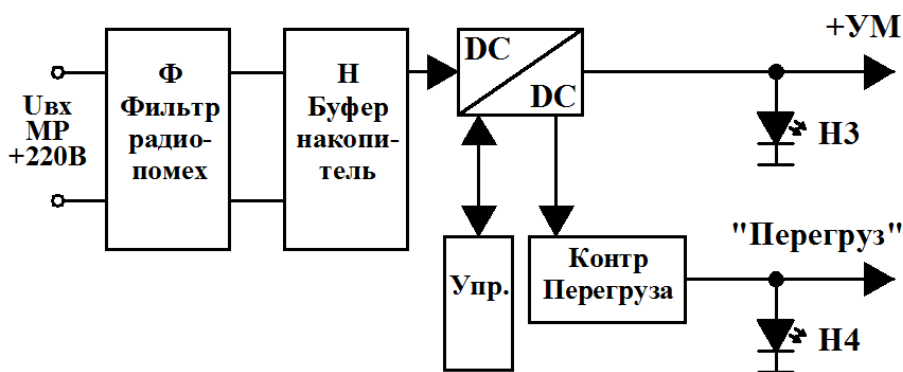 Uвх
МР
+220В
Ф
Фильтр
радио-
помех
Н
Буфер
накопи-
тель
DC
DC
Упр.
Контр
Перегруза
+УМ
Н3
"Перегруз"
Н4